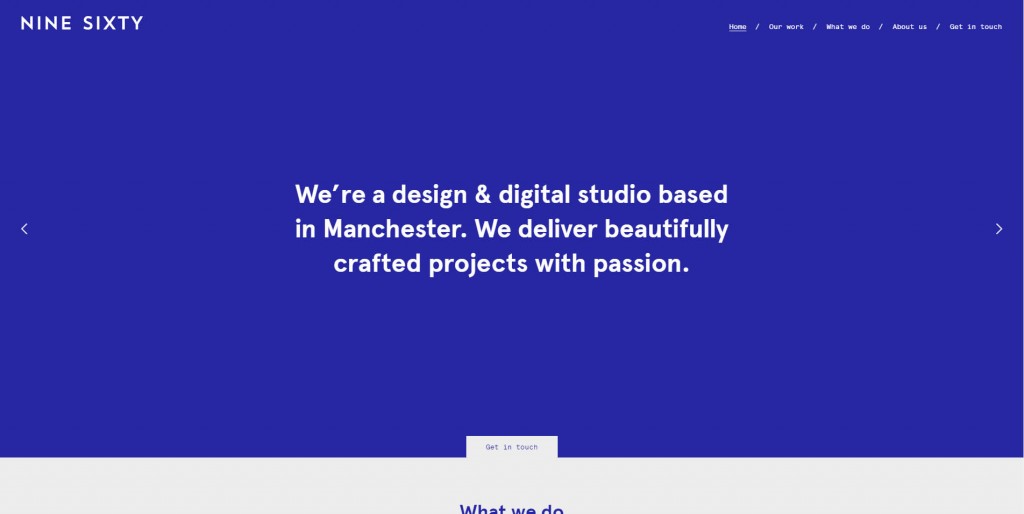 NINE SIXTY
Home / Our work / What we do / About us / Get in touch
We’re a design & digital studio based
in Manchester. We deliver beautifully
crafted projects with passion.
Get in touch
What we do